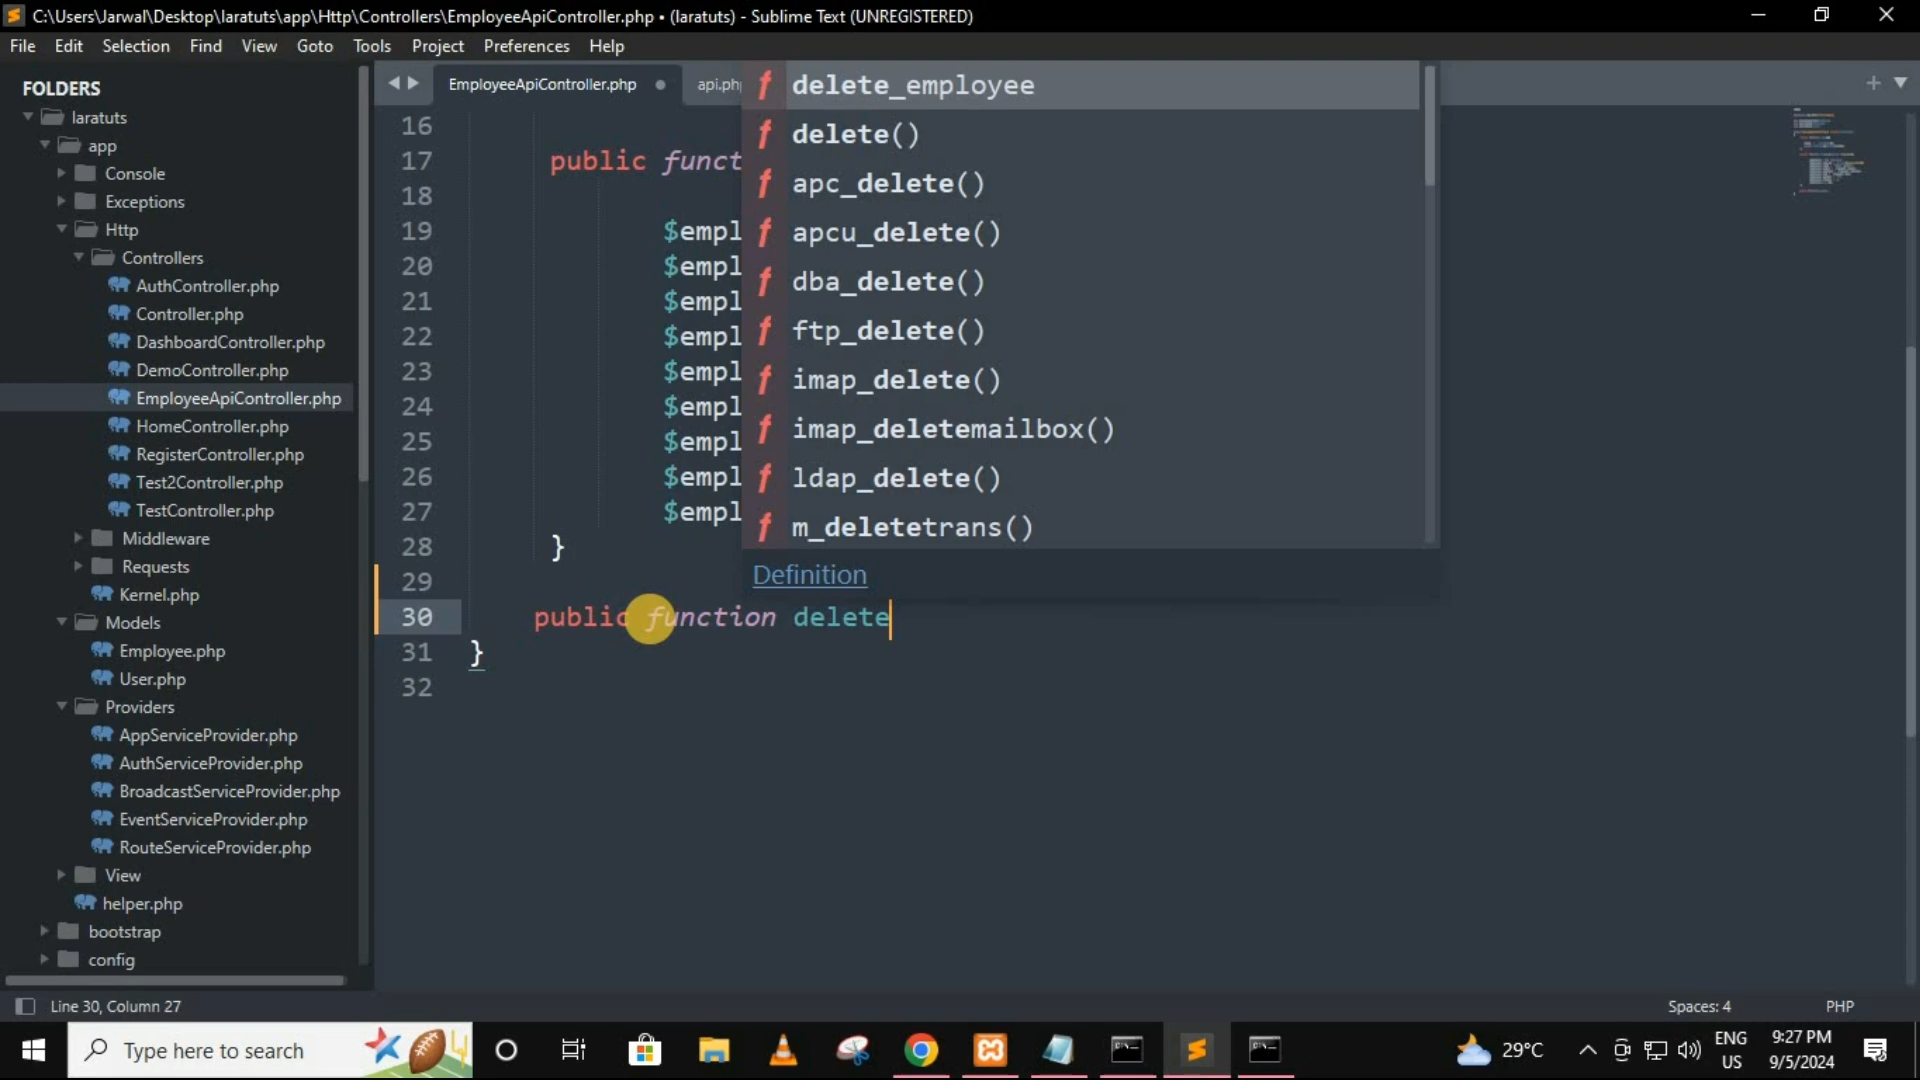 C:\Users\Jarwal\Desktop\laratuts\app\Http\Controllers\EmployeeApiController.php • (laratuts) - Sublime Text (UNREGISTERED)
File Edit Selection Find View Goto Tools Project Preferences Help
FOLDERS
laratuts
app
Console
Exceptions
Http
Controllers
AuthController.php
Controller.php
DashboardController.php
DemoController.php
EmployeeApiController.php
HomeController.php
RegisterController.php
Test2Controller.php
TestController.php
Middleware
Requests
Kernel.php
Models
Employee.php
User.php
Providers
AppServiceProvider.php
AuthServiceProvider.php
BroadcastServiceProvider.php
EventServiceProvider.php
RouteServiceProvider.php
View
helper.php
bootstrap
config
EmployeeApiController.php api.php
16
17 public funct
18
19 $empl
20 $empl
21 $empl
22 $empl
23 $empl
24 $empl
25 $empl
26 $empl
27 $empl
28 }
29
30 public function delete
31 }
32
f delete_employee
f delete()
f apc_delete()
f apcu_delete()
f dba_delete()
f ftp_delete()
f imap_delete()
f imap_deletemailbox()
f ldap_delete()
f m_deletetrans()
Definition
Line 30, Column 27 Spaces: 4 PHP
Type here to search
29°C
ENG
US
9:27 PM
9/5/2024